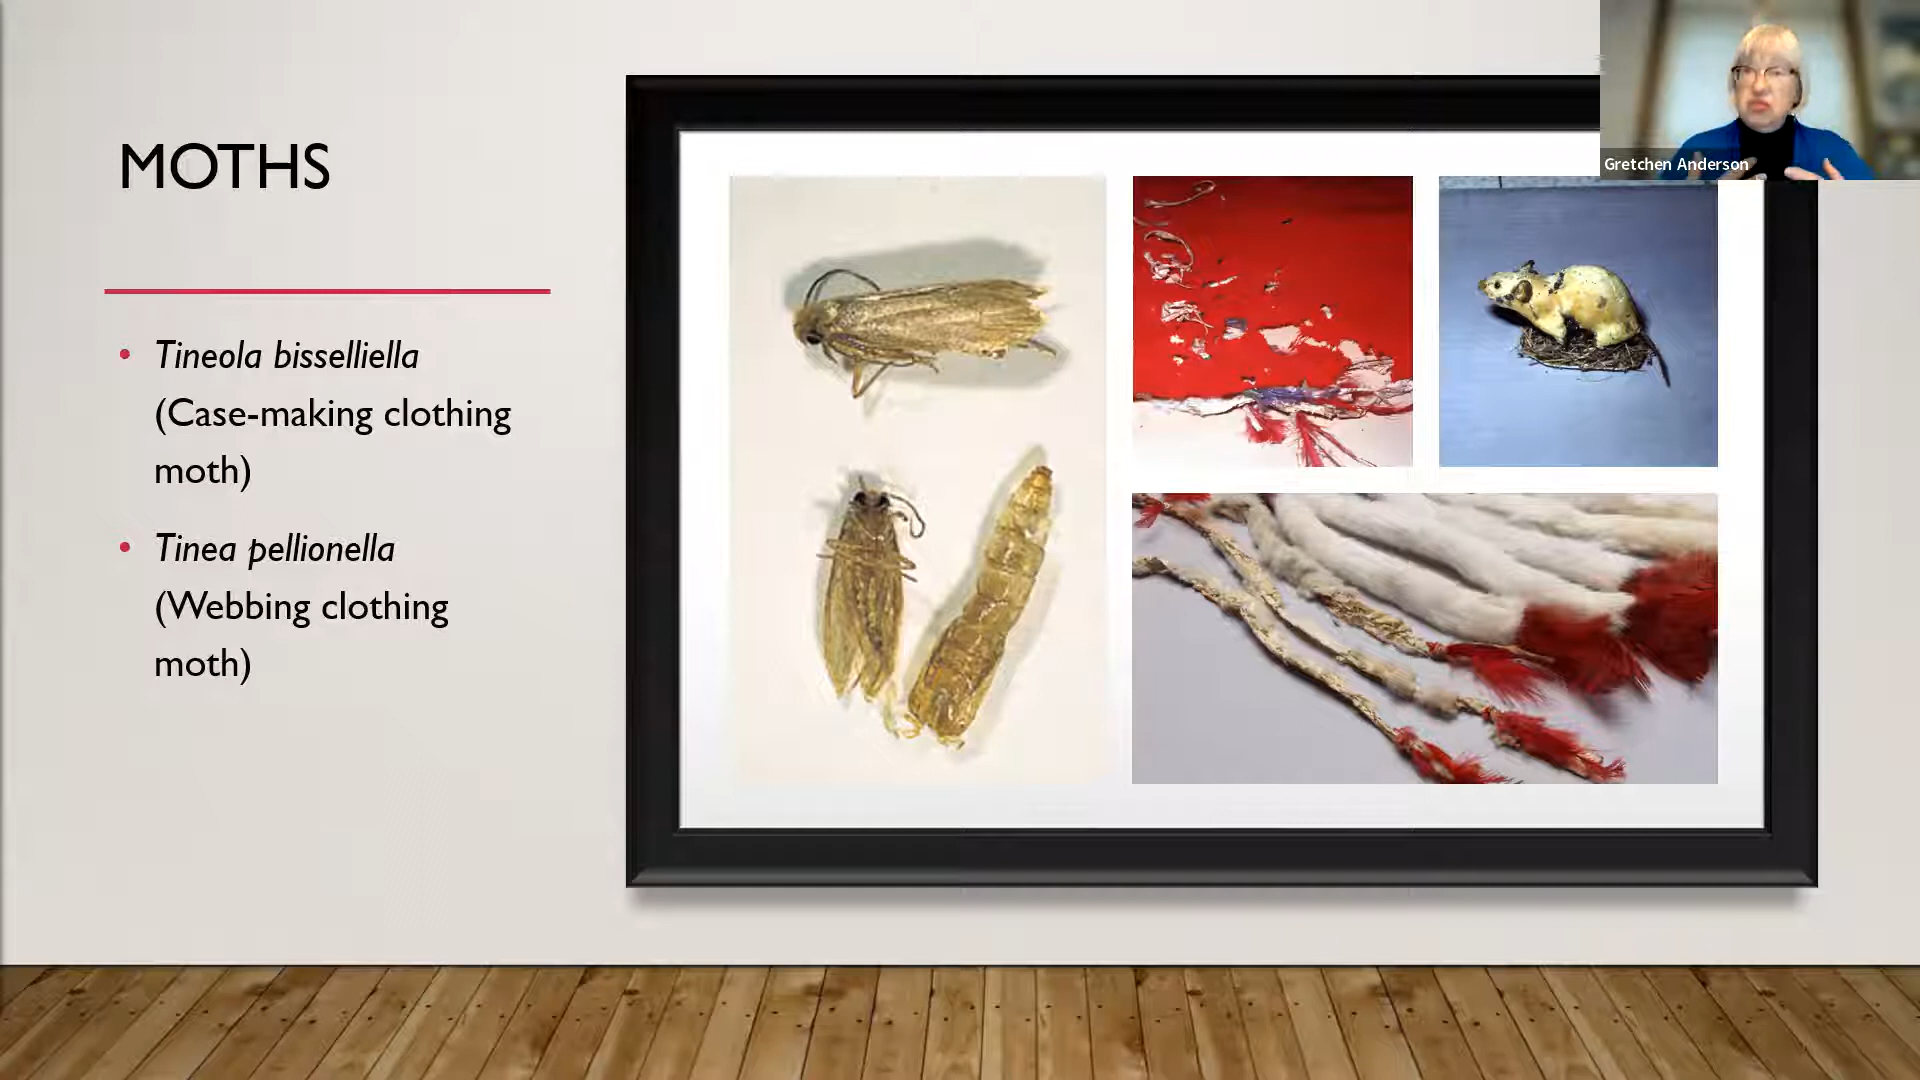 Gretchen Anderson
MOTHS
• Tineola bisselliella
(Case-making clothing
moth)
• Tinea pellionella
(Webbing clothing
moth)